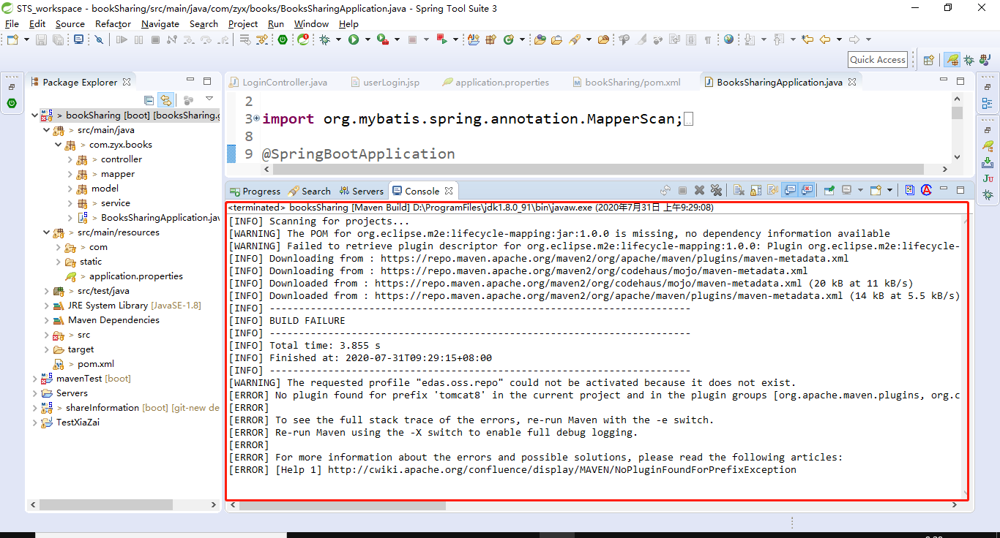 STS_workspace - bookSharing/src/main/java/com/zyx/books/BooksSharingApplication.java - Spring Tool Suite 3
File Edit Source Refactor Navigate Search Project Run Window Help
Quick Access
Package Explorer
> bookSharing [boot] [booksSharing.g
> src/main/java
> com.zyx.books
> controller
> mapper
model
> service
> BooksSharingApplication.jav
> src/main/resources
> com
static
> application.properties
> src/test/java
JRE System Library [JavaSE-1.8]
Maven Dependencies
> src
target
> pom.xml
mavenTest [boot]
Servers
> shareInformation [boot] [git-new de
TestXiaZai
LoginController.java userLogin.jsp application.properties bookSharing/pom.xml BooksSharingApplication.java
2
3 import org.mybatis.spring.annotation.MapperScan;
8
9 @SpringBootApplication
Progress Search Servers Console
<terminated> booksSharing [Maven Build] D:\ProgramFiles\jdk1.8.0_91\bin\javaw.exe (2020年7月31日 上午9:29:08)
[INFO] Scanning for projects...
[WARNING] The POM for org.eclipse.m2e:lifecycle-mapping:jar:1.0.0 is missing, no dependency information available
[WARNING] Failed to retrieve plugin descriptor for org.eclipse.m2e:lifecycle-mapping:1.0.0: Plugin org.eclipse.m2e:lifecycle-
[INFO] Downloading from : https://repo.maven.apache.org/maven2/org/apache/maven/plugins/maven-metadata.xml
[INFO] Downloading from : https://repo.maven.apache.org/maven2/org/codehaus/mojo/maven-metadata.xml
[INFO] Downloaded from : https://repo.maven.apache.org/maven2/org/codehaus/mojo/maven-metadata.xml (20 kB at 11 kB/s)
[INFO] Downloaded from : https://repo.maven.apache.org/maven2/org/apache/maven/plugins/maven-metadata.xml (14 kB at 5.5 kB/s)
[INFO] ------------------------------------------------------------------------
[INFO] BUILD FAILURE
[INFO] ------------------------------------------------------------------------
[INFO] Total time: 3.855 s
[INFO] Finished at: 2020-07-31T09:29:15+08:00
[INFO] ------------------------------------------------------------------------
[WARNING] The requested profile "edas.oss.repo" could not be activated because it does not exist.
[ERROR] No plugin found for prefix 'tomcat8' in the current project and in the plugin groups [org.apache.maven.plugins, org.c
[ERROR]
[ERROR] To see the full stack trace of the errors, re-run Maven with the -e switch.
[ERROR] Re-run Maven using the -X switch to enable full debug logging.
[ERROR]
[ERROR] For more information about the errors and possible solutions, please read the following articles:
[ERROR] [Help 1] http://cwiki.apache.org/confluence/display/MAVEN/NoPluginFoundForPrefixException